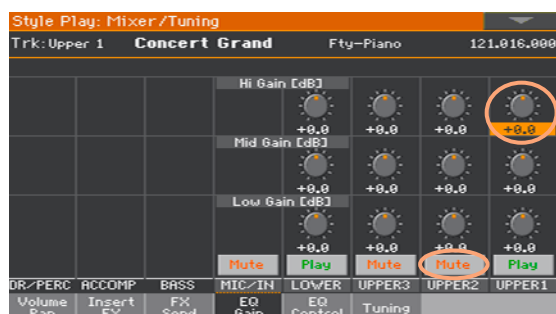 Style Play: Mixer/Tuning
Trk: Upper 1 Concert Grand Fty-Piano 121.016.000
Hi Gain [dB]
+0.0 +0.0 +0.0 +0.0
Mid Gain [dB]
+0.0 +0.0 +0.0 +0.0
Low Gain [dB]
+0.0 +0.0 +0.0 +0.0
Mute Play Mute Mute Play
DR/PERC ACCOMP BASS MIC/IN LOWER UPPER3 UPPER2 UPPER1
Volume Insert FX EQ EQ Tuning
Pan FX Send Gain Control